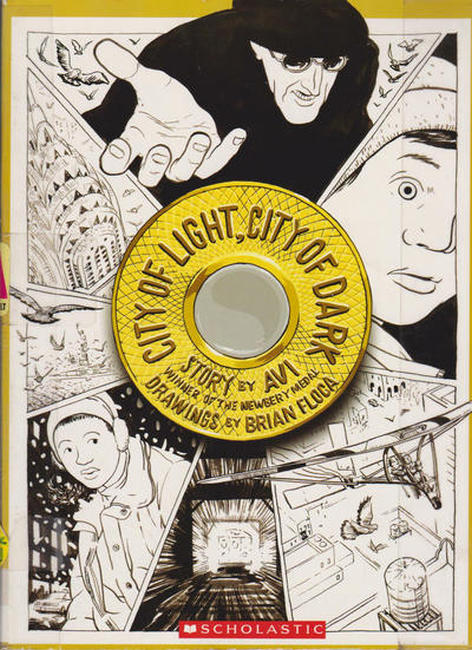 CITY OF LIGHT, CITY OF DARK
STORY BY AVI
WINNER OF THE NEWBERY MEDAL
DRAWINGS BY BRIAN FLOCA
SCHOLASTIC